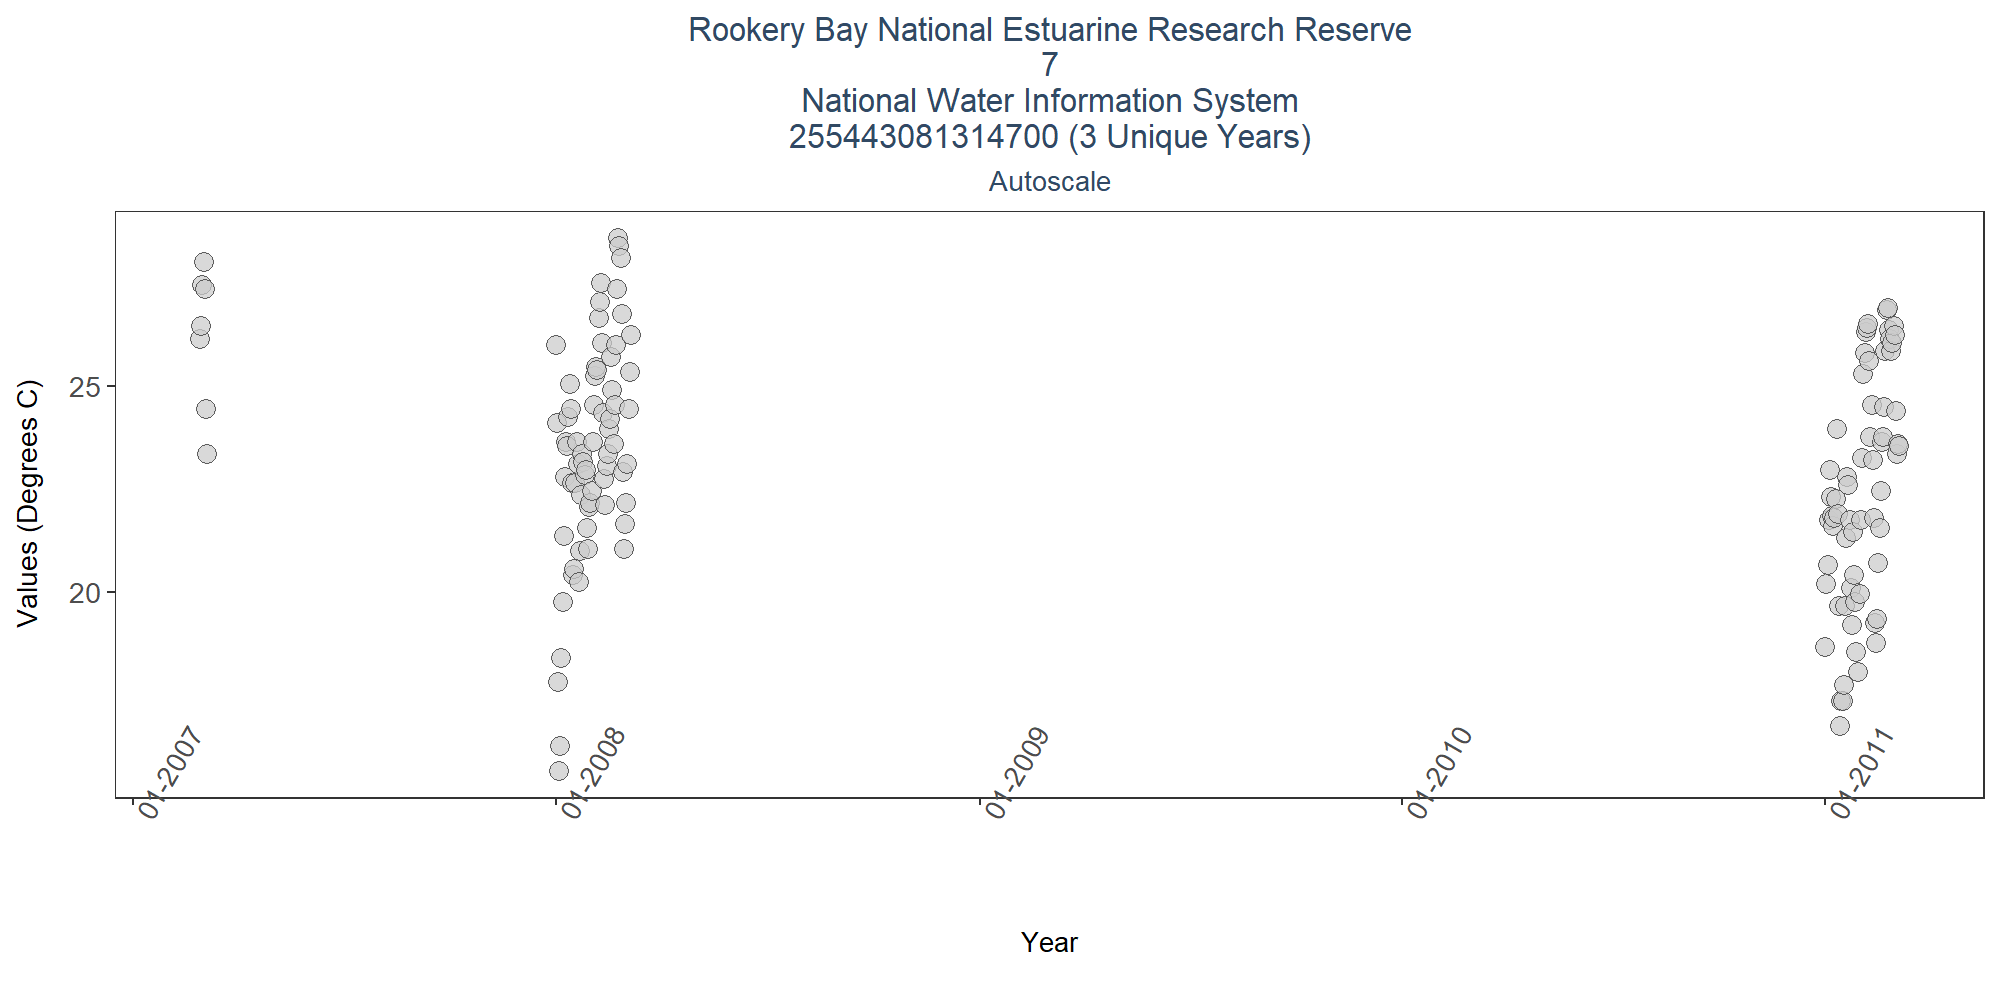 Rookery Bay National Estuarine Research Reserve
7
National Water Information System
255443081314700 (3 Unique Years)
Autoscale
Values (Degrees C)
25
20
01-2007
01-2008
01-2009
01-2010
01-2011
Year